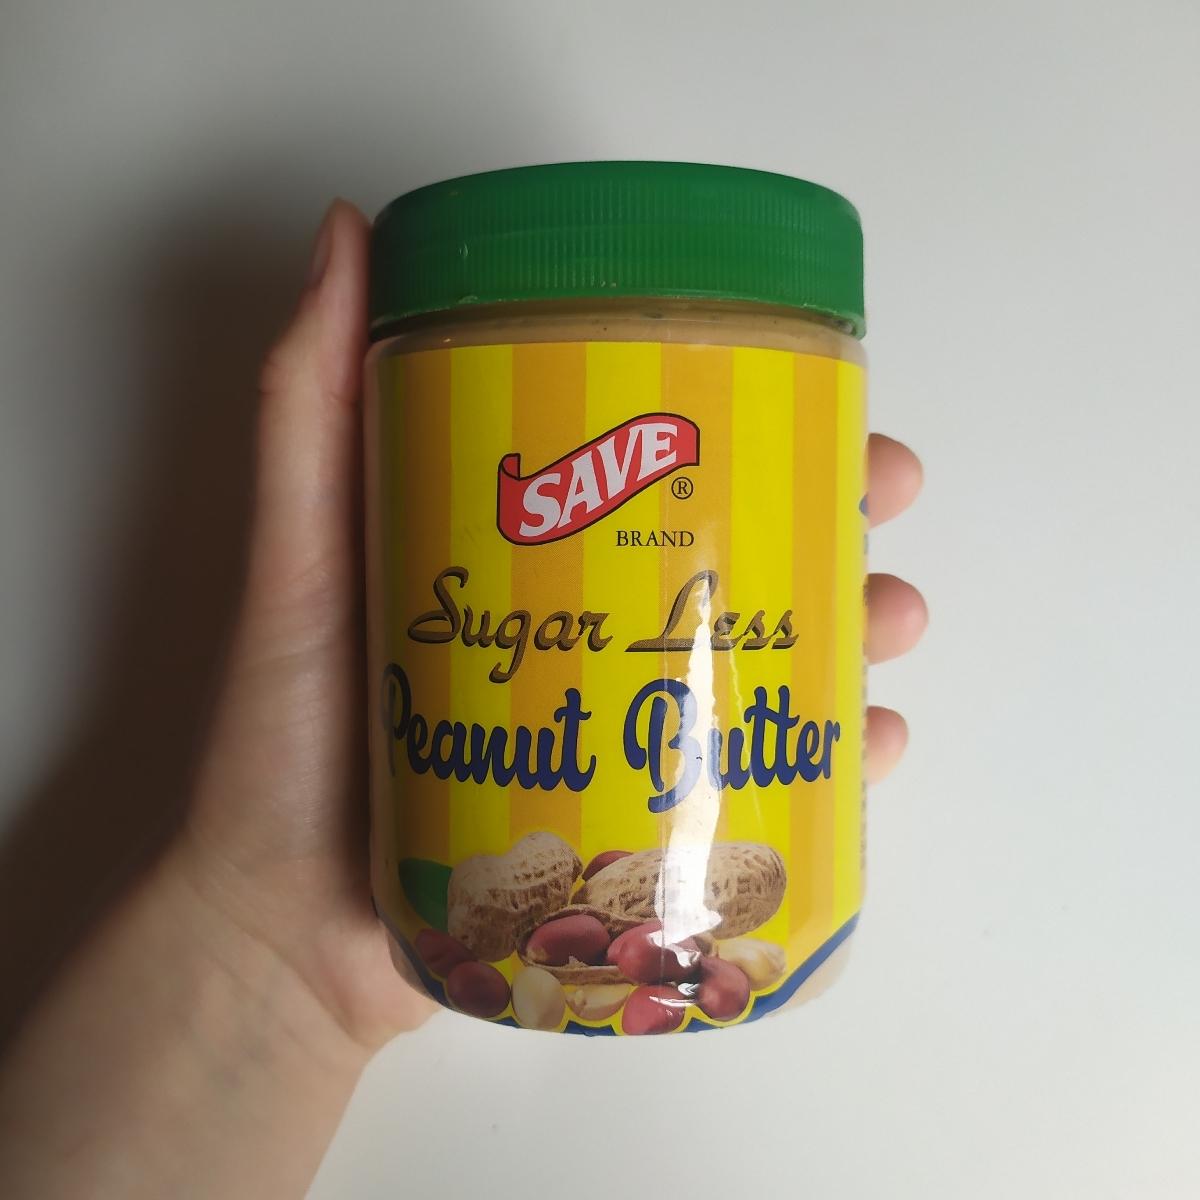 SAVE
®
BRAND
Sugar Less
Peanut Butter